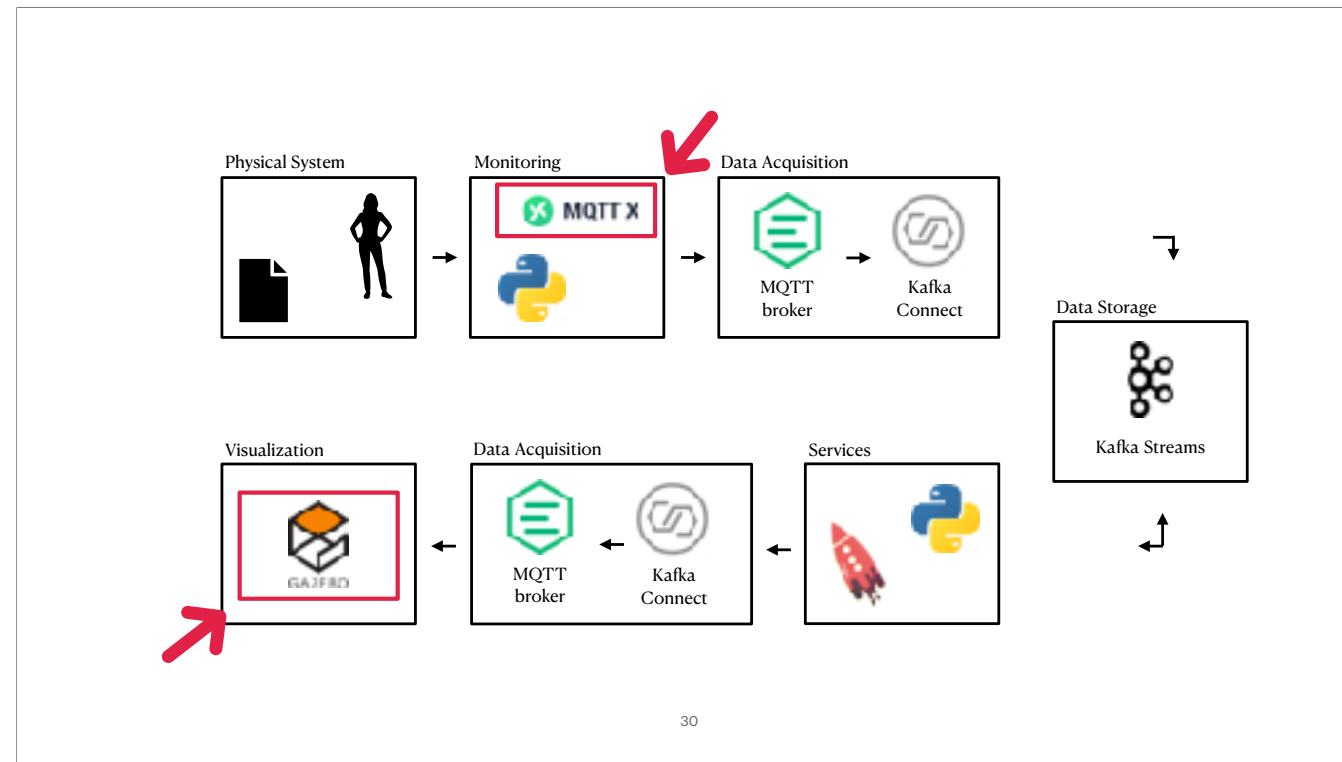 Physical System
Monitoring
Data Acquisition
MQTT X
MQTT
broker
Kafka
Connect
Data Storage
Kafka Streams
Visualization
Data Acquisition
Services
GAZEBO
MQTT
broker
Kafka
Connect
30